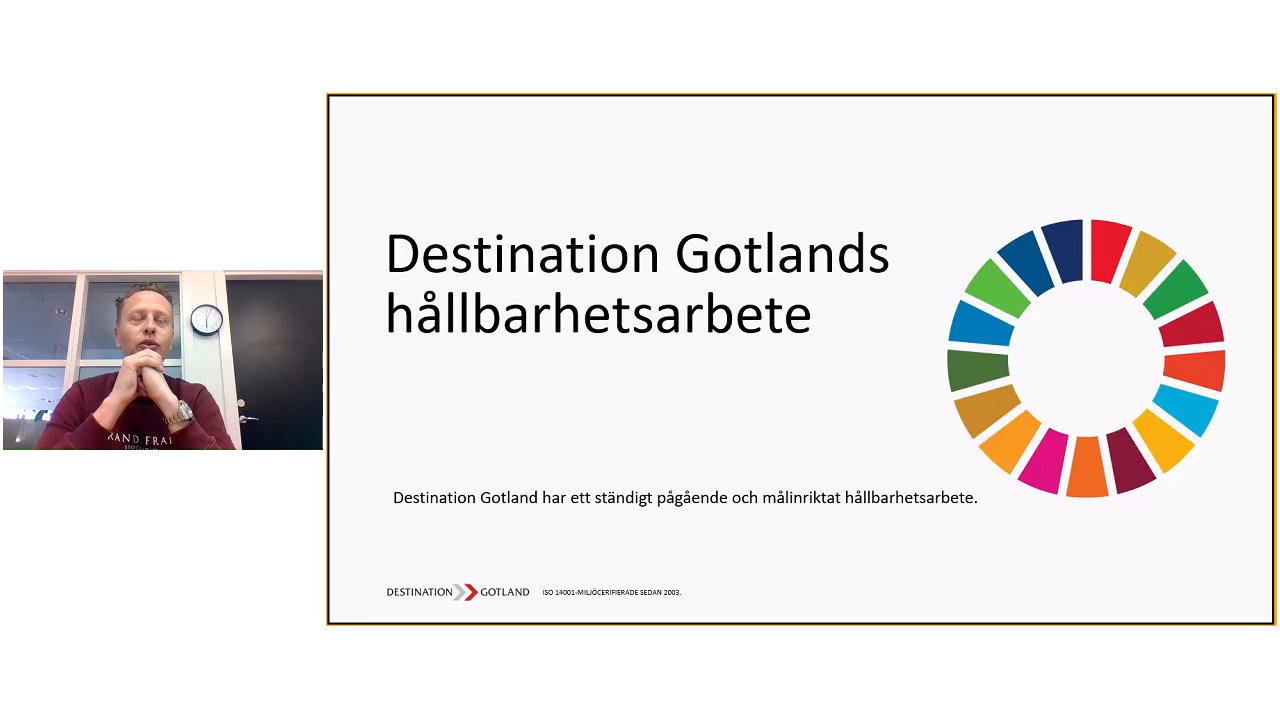 Destination Gotlands
hållbarhetsarbete
Destination Gotland har ett ständigt pågående och målinriktat hållbarhetsarbete.
DESTINATION GOTLAND ISO 14001-MILJÖCERIFIERADE SEDAN 2003.